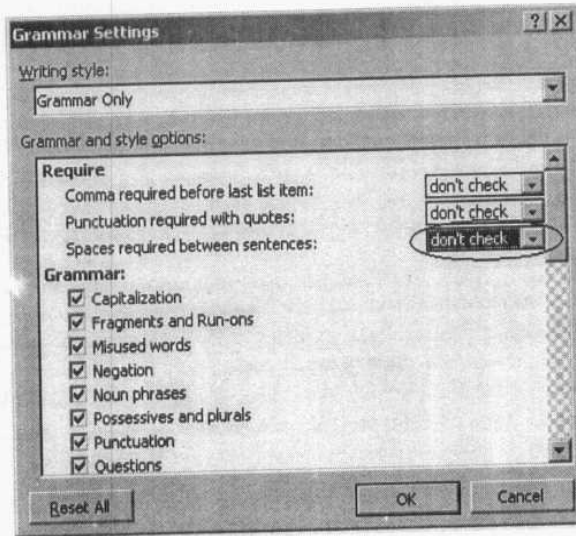 Grammar Settings
Writing style:
Grammar Only
Grammar and style options:
Require
Comma required before last list item: don't check
Punctuation required with quotes: don't check
Spaces required between sentences: don't check
Grammar:
Capitalization
Fragments and Run-ons
Misused words
Negation
Noun phrases
Possessives and plurals
Punctuation
Questions
Reset All OK Cancel